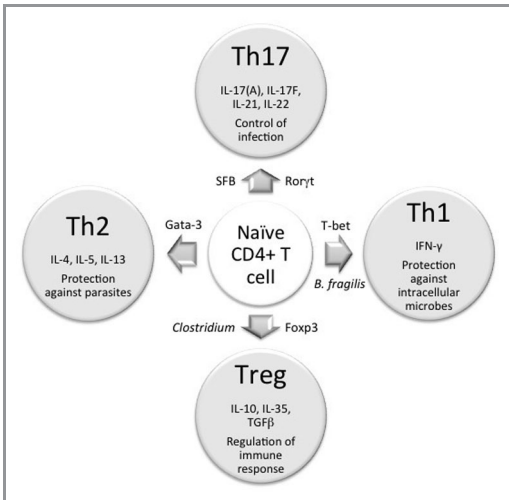 Th17
IL-17(A), IL-17F,
IL-21, IL-22
Control of
infection
SFB
Rorγt
Th2
IL-4, IL-5, IL-13
Protection
against parasites
Gata-3
Naïve
CD4+ T
cell
T-bet
B. fragilis
Th1
IFN-γ
Protection
against
intracellular
microbes
Clostridium
Foxp3
Treg
IL-10, IL-35,
TGFβ
Regulation of
immune
response